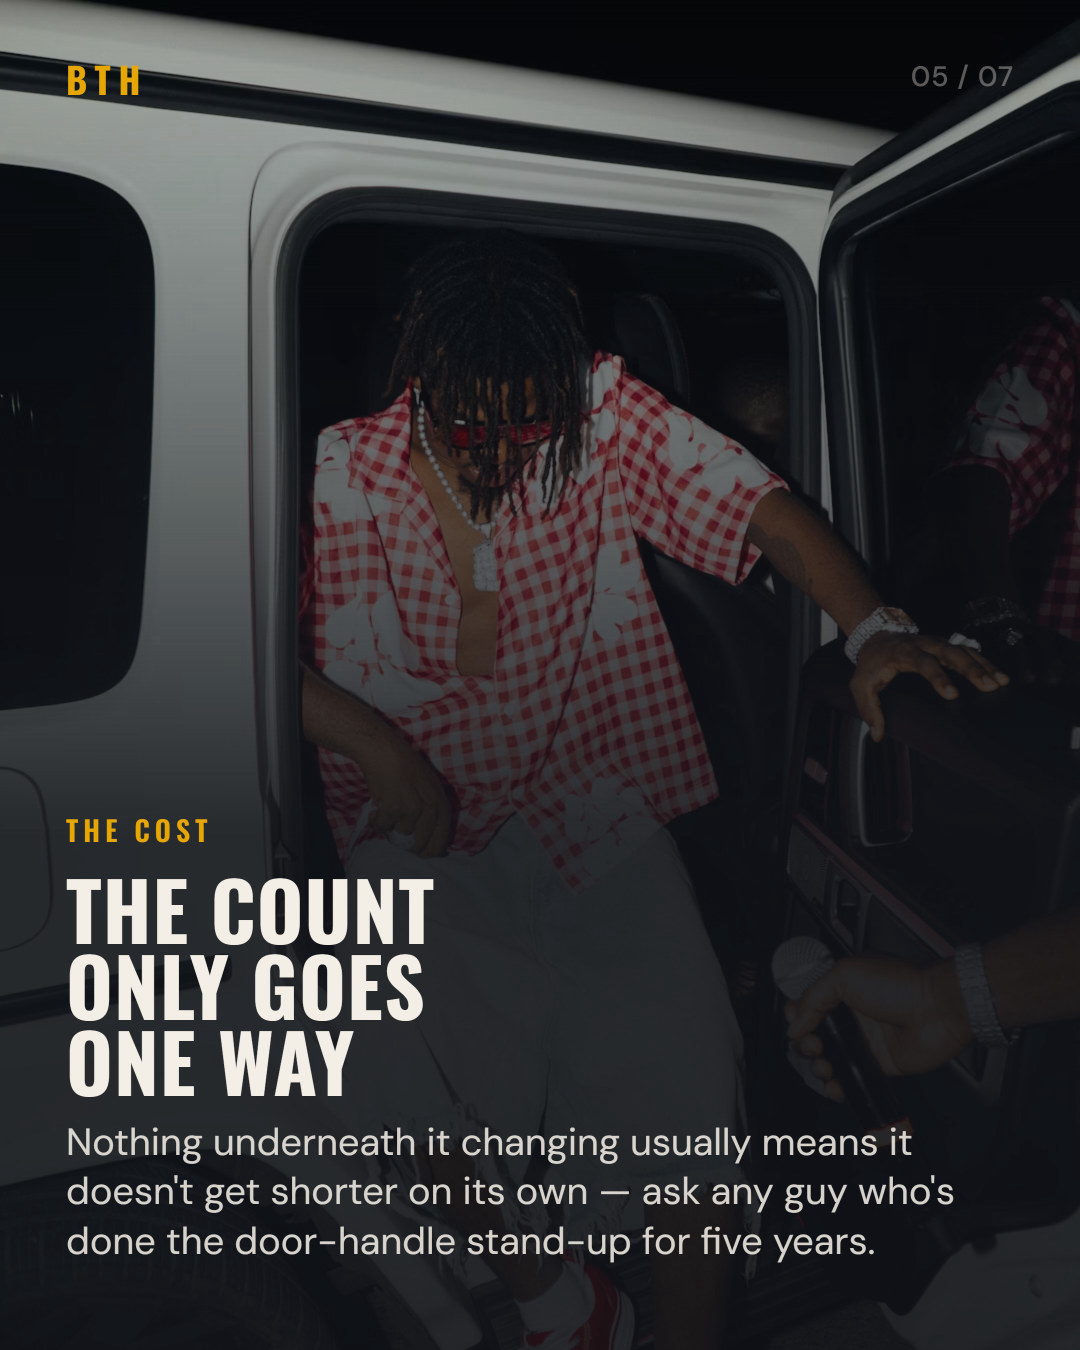 BTH
05 / 07
THE COST
THE COUNT
ONLY GOES
ONE WAY
Nothing underneath it changing usually means it
doesn't get shorter on its own — ask any guy who's
done the door-handle stand-up for five years.